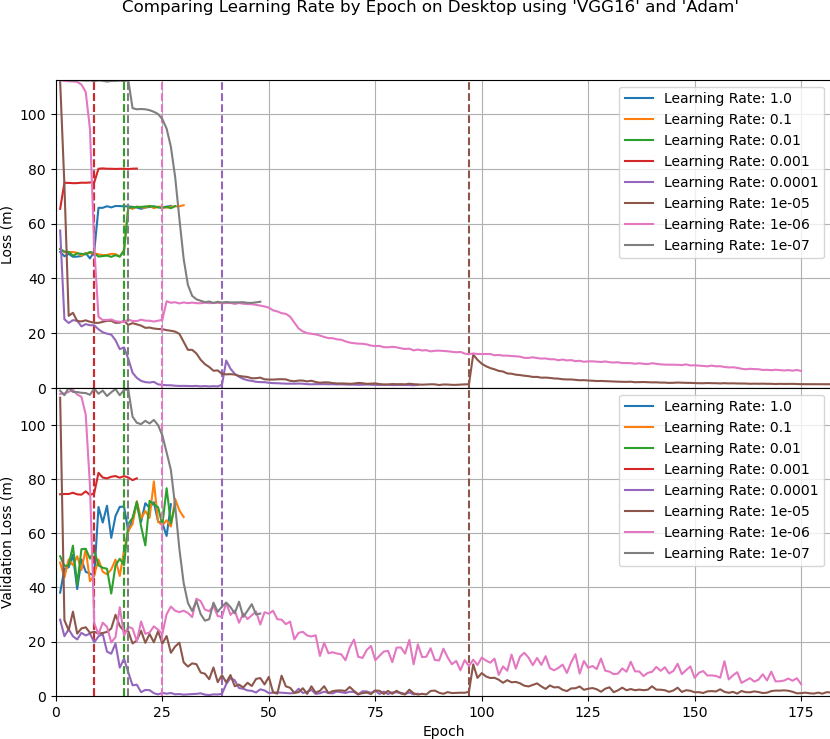 Comparing Learning Rate by Epoch on Desktop using 'VGG16' and 'Adam'
Loss (m)
100
80
60
40
20
0
Learning Rate: 1.0
Learning Rate: 0.1
Learning Rate: 0.01
Learning Rate: 0.001
Learning Rate: 0.0001
Learning Rate: 1e-05
Learning Rate: 1e-06
Learning Rate: 1e-07
Validation Loss (m)
100
80
60
40
20
0
Learning Rate: 1.0
Learning Rate: 0.1
Learning Rate: 0.01
Learning Rate: 0.001
Learning Rate: 0.0001
Learning Rate: 1e-05
Learning Rate: 1e-06
Learning Rate: 1e-07
0 25 50 75 100 125 150 175
Epoch